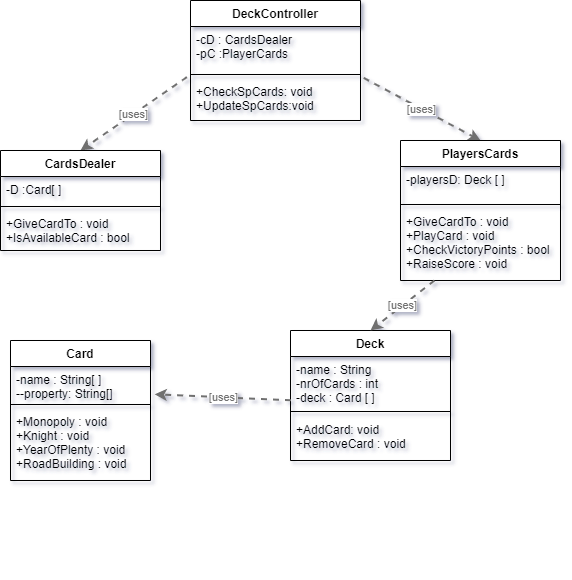 DeckController
-cD : CardsDealer
-pC :PlayerCards
+CheckSpCards: void
+UpdateSpCards:void
[uses]
[uses]
CardsDealer
-D :Card[ ]
+GiveCardTo : void
+IsAvailableCard : bool
PlayersCards
-playersD: Deck [ ]
+GiveCardTo : void
+PlayCard : void
+CheckVictoryPoints : bool
+RaiseScore : void
[uses]
Deck
-name : String
-nrOfCards : int
-deck : Card [ ]
+AddCard: void
+RemoveCard : void
[uses]
Card
-name : String[ ]
--property: String[]
+Monopoly : void
+Knight : void
+YearOfPlenty : void
+RoadBuilding : void